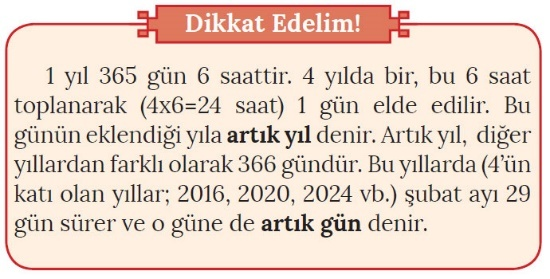 Dikkat Edelim!
1 yıl 365 gün 6 saattir. 4 yılda bir, bu 6 saat
toplanarak (4x6=24 saat) 1 gün elde edilir. Bu
günün eklendiği yıla artık yıl denir. Artık yıl, diğer
yıllardan farklı olarak 366 gündür. Bu yıllarda (4’ün
katı olan yıllar; 2016, 2020, 2024 vb.) şubat ayı 29
gün sürer ve o güne de artık gün denir.